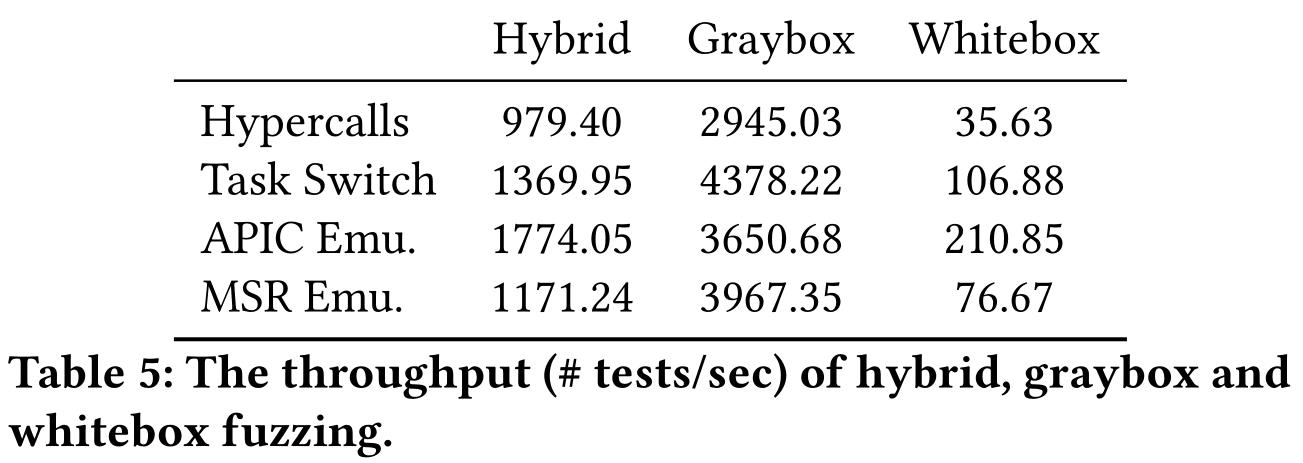 Hybrid Graybox Whitebox
Hypercalls 979.40 2945.03 35.63
Task Switch 1369.95 4378.22 106.88
APIC Emu. 1774.05 3650.68 210.85
MSR Emu. 1171.24 3967.35 76.67
Table 5: The throughput (# tests/sec) of hybrid, graybox and
whitebox fuzzing.